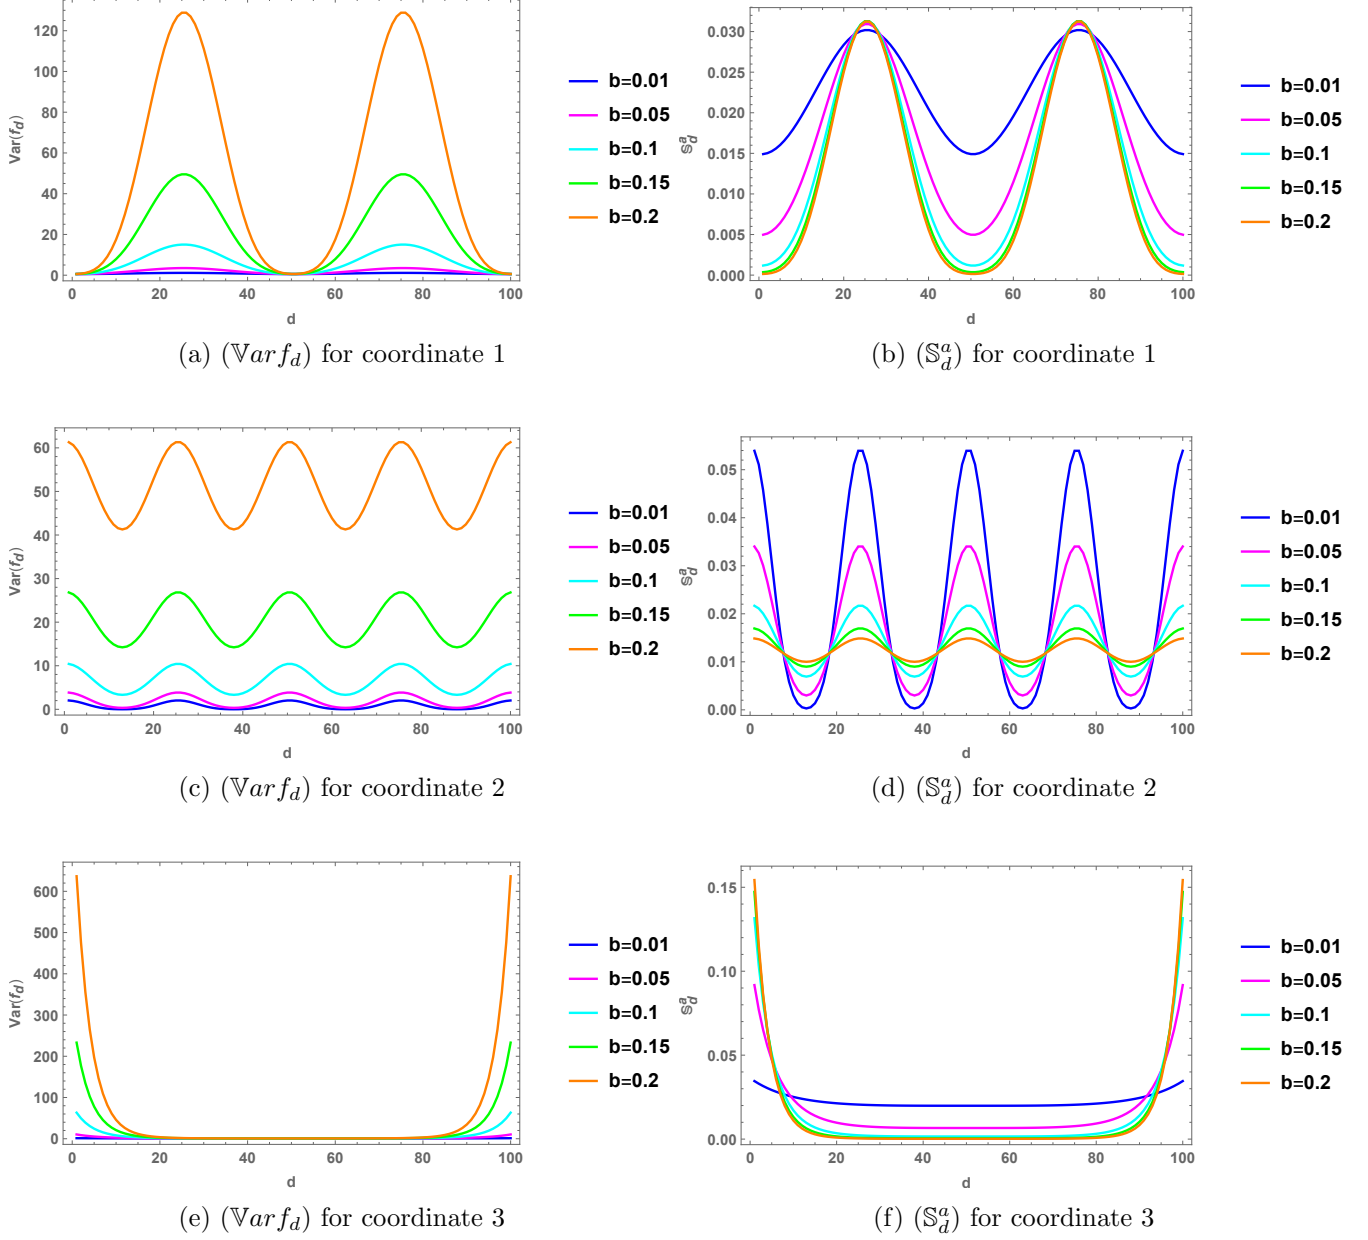 120
100
80
60
40
20
0
Var(f_d)
0 20 40 60 80 100
d
b=0.01
b=0.05
b=0.1
b=0.15
b=0.2
(a) (𝕍arf_d) for coordinate 1
0.030
0.025
0.020
0.015
0.010
0.005
0.000
𝕊_d^a
0 20 40 60 80 100
d
b=0.01
b=0.05
b=0.1
b=0.15
b=0.2
(b) (𝕊_d^a) for coordinate 1
60
50
40
30
20
10
0
Var(f_d)
0 20 40 60 80 100
d
b=0.01
b=0.05
b=0.1
b=0.15
b=0.2
(c) (𝕍arf_d) for coordinate 2
0.05
0.04
0.03
0.02
0.01
0.00
𝕊_d^a
0 20 40 60 80 100
d
b=0.01
b=0.05
b=0.1
b=0.15
b=0.2
(d) (𝕊_d^a) for coordinate 2
600
500
400
300
200
100
0
Var(f_d)
0 20 40 60 80 100
d
b=0.01
b=0.05
b=0.1
b=0.15
b=0.2
(e) (𝕍arf_d) for coordinate 3
0.15
0.10
0.05
0.00
𝕊_d^a
0 20 40 60 80 100
d
b=0.01
b=0.05
b=0.1
b=0.15
b=0.2
(f) (𝕊_d^a) for coordinate 3